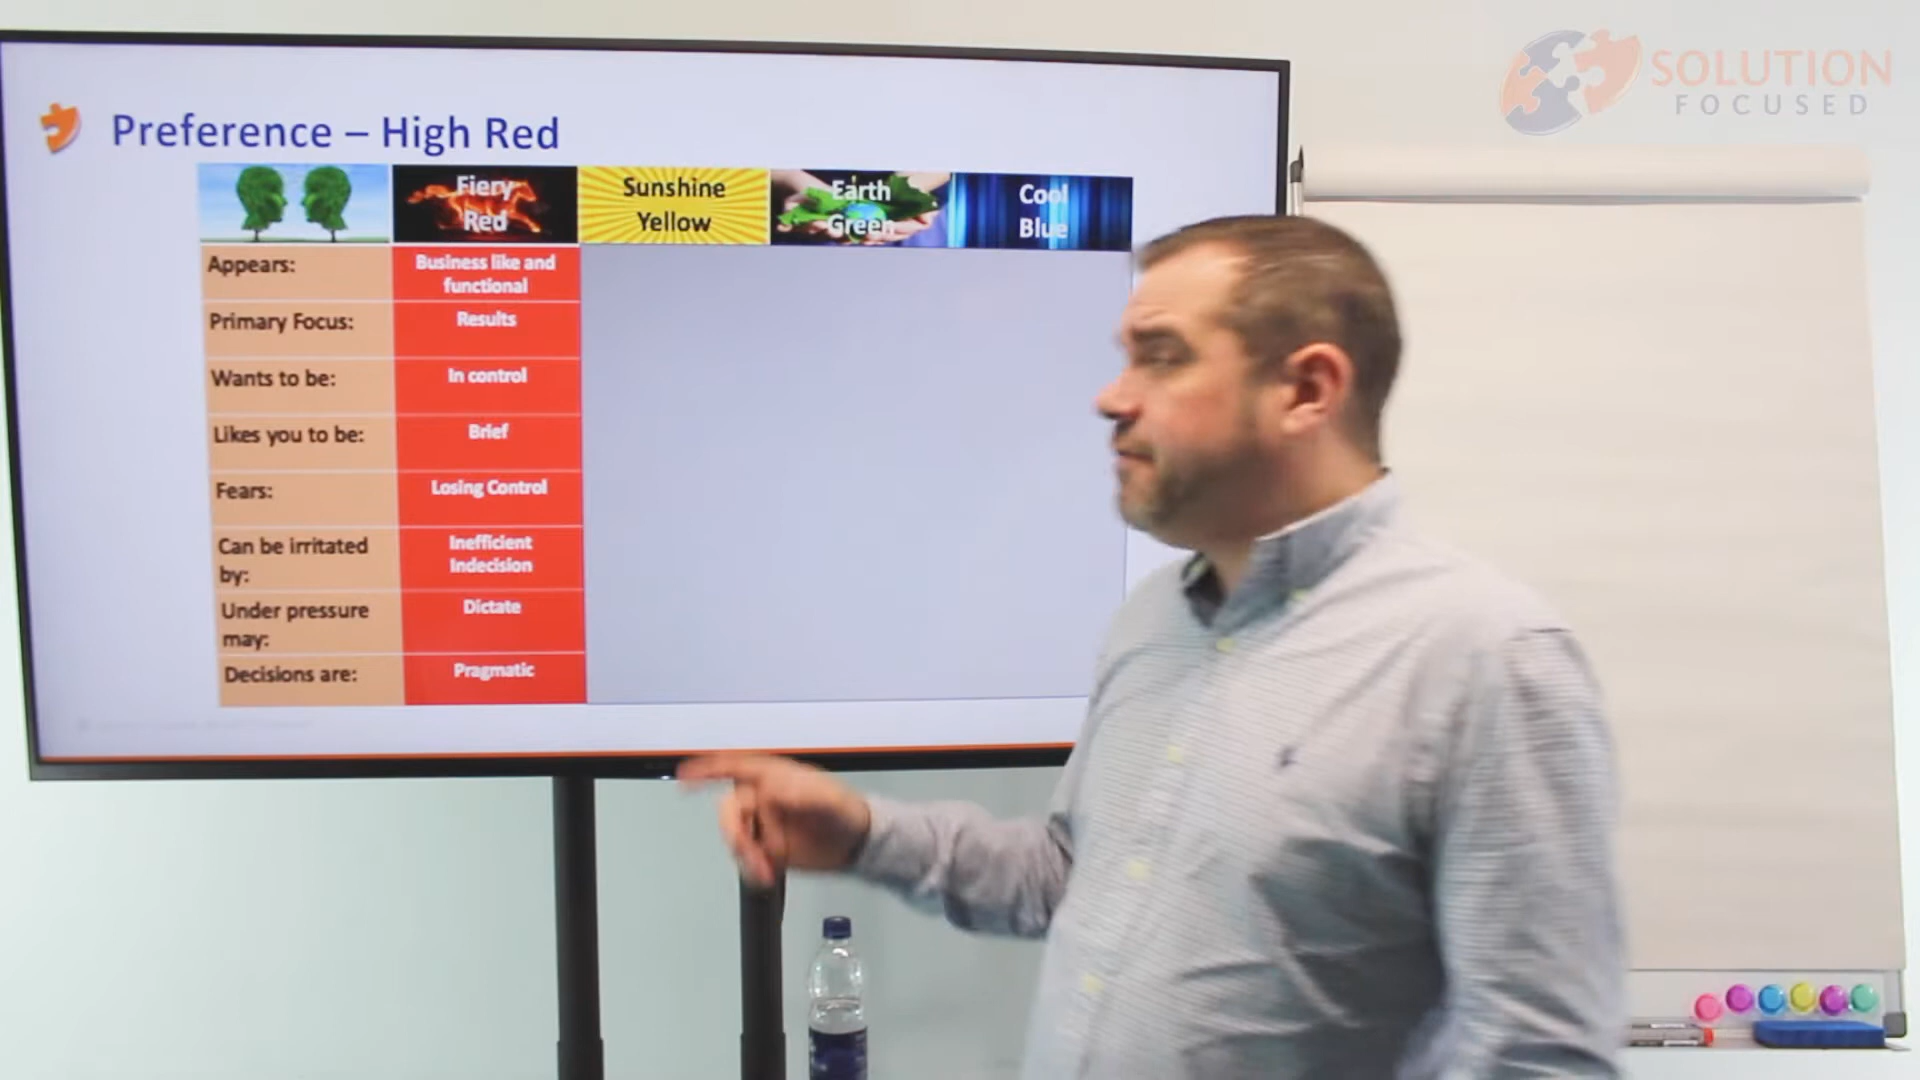 SOLUTION
FOCUSED
Preference – High Red
Fiery
Red
Sunshine
Yellow
Earth
Green
Cool
Blue
Appears:
Business like and
functional
Primary Focus:
Results
Wants to be:
In control
Likes you to be:
Brief
Fears:
Losing Control
Can be irritated
by:
Inefficient
Indecision
Under pressure
may:
Dictate
Decisions are:
Pragmatic